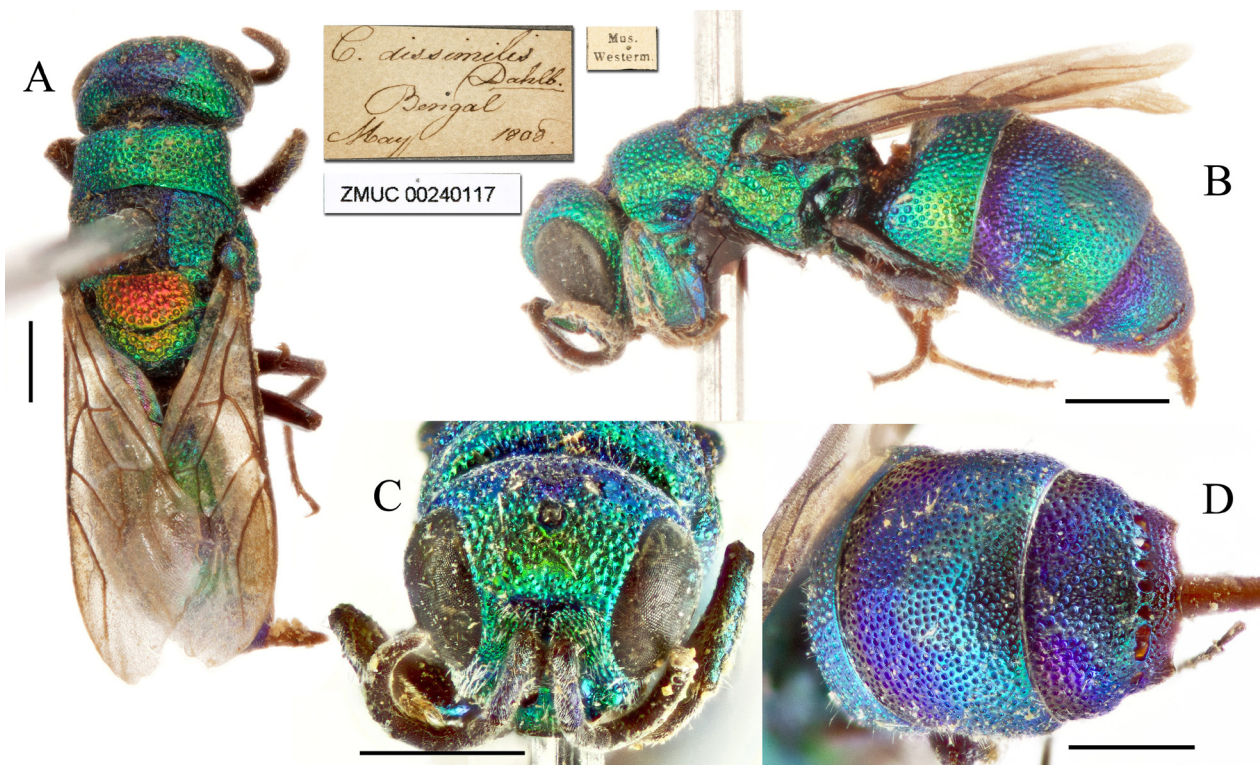 A
C. dissimilis
Dahlb.
Bengal
May 1808.
Mus.
Westerm.
ZMUC 00240117
B
C
D